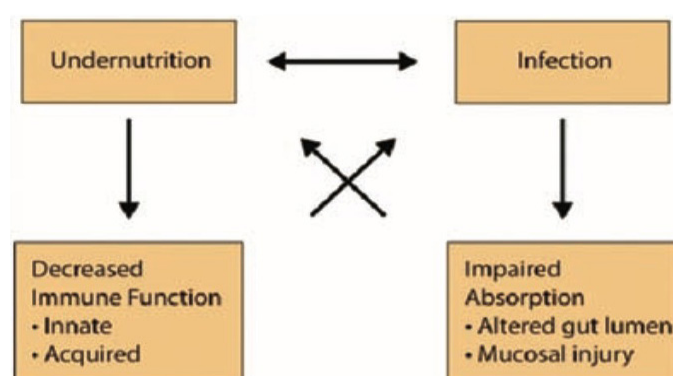 Undernutrition
Infection
Decreased
Immune Function
• Innate
• Acquired
Impaired
Absorption
• Altered gut lumen
• Mucosal injury